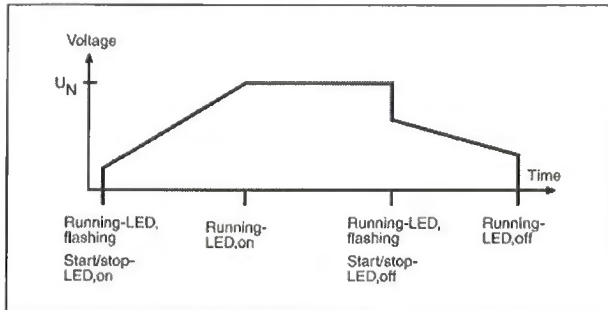 Voltage
UN
Time
Running-LED,
flashing
Start/stop-
LED,on
Running-
LED,on
Running-LED,
flashing
Start/stop-
LED,off
Running-
LED,off